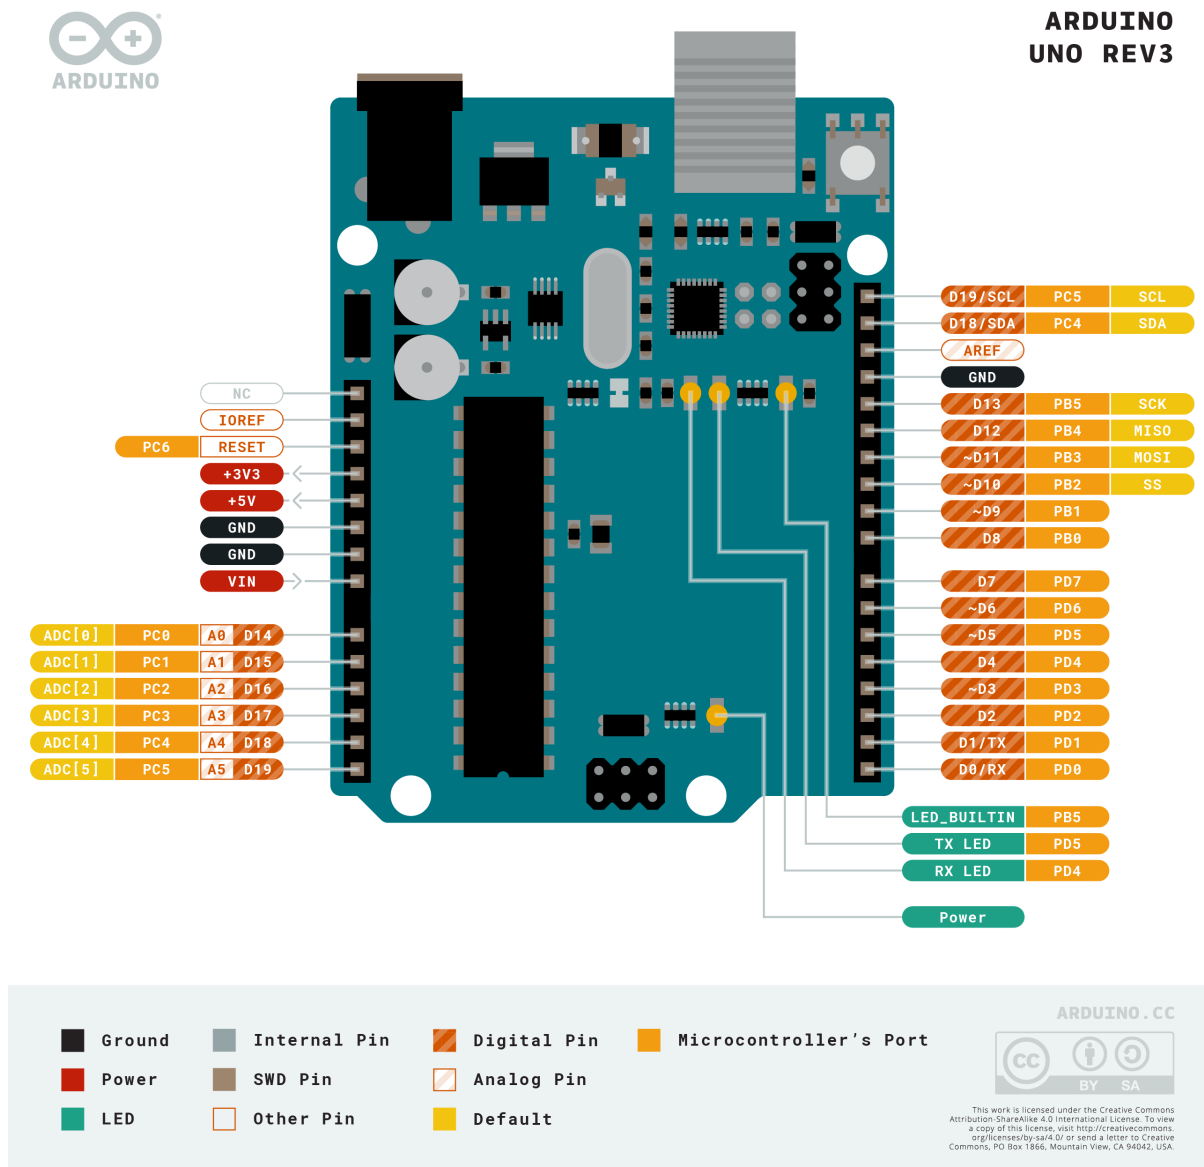 ARDUINO
ARDUINO
UNO REV3
D19/SCL PC5 SCL
D18/SDA PC4 SDA
AREF
GND
NC
D13 PB5 SCK
IOREF
D12 PB4 MISO
PC6 RESET
~D11 PB3 MOSI
+3V3
~D10 PB2 SS
+5V
~D9 PB1
GND
D8 PB0
GND
VIN
D7 PD7
~D6 PD6
ADC[0] PC0 A0 D14
~D5 PD5
ADC[1] PC1 A1 D15
D4 PD4
ADC[2] PC2 A2 D16
~D3 PD3
ADC[3] PC3 A3 D17
D2 PD2
ADC[4] PC4 A4 D18
D1/TX PD1
ADC[5] PC5 A5 D19
D0/RX PD0
LED_BUILTIN PB5
TX LED PD5
RX LED PD4
Power
Ground
Internal Pin
Digital Pin
Microcontroller's Port
Power
SWD Pin
Analog Pin
LED
Other Pin
Default
ARDUINO.CC
cc
BY SA
This work is licensed under the Creative Commons
Attribution-ShareAlike 4.0 International License. To view
a copy of this license, visit http://creativecommons.
org/licenses/by-sa/4.0/ or send a letter to Creative
Commons, PO Box 1866, Mountain View, CA 94042, USA.